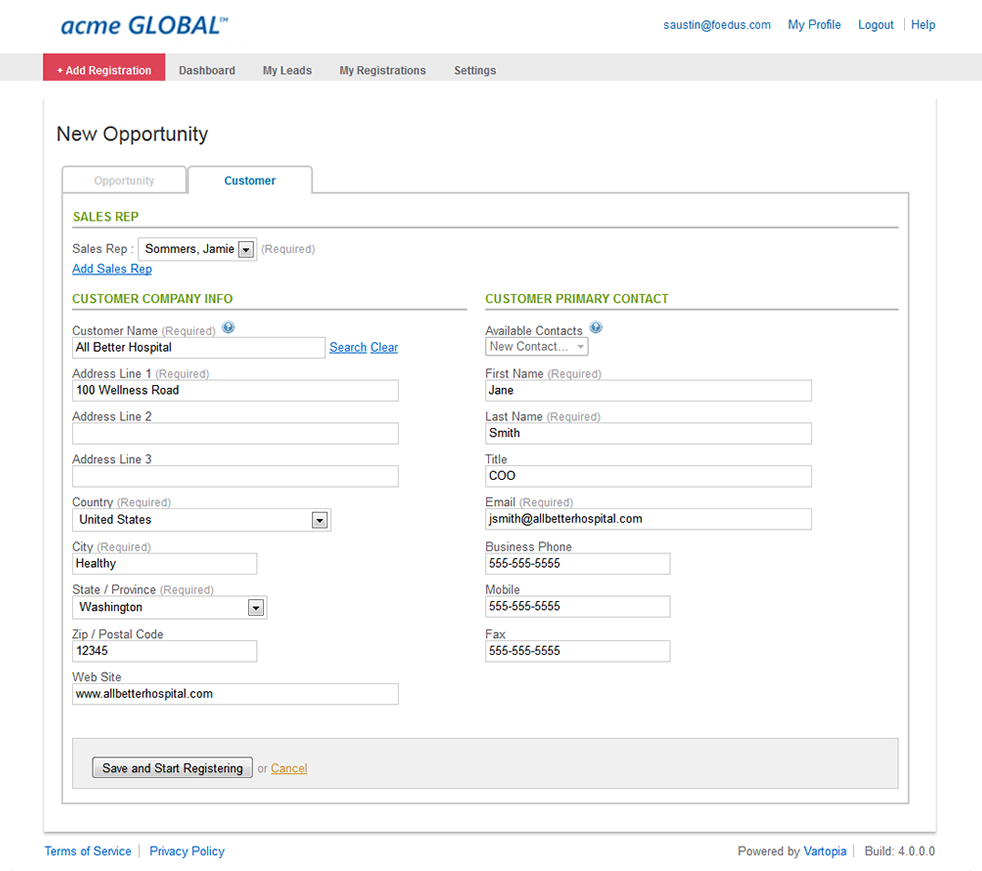 acme GLOBAL™
saustin@foedus.com My Profile Logout Help
+ Add Registration Dashboard My Leads My Registrations Settings
New Opportunity
Opportunity Customer
SALES REP
Sales Rep : Sommers, Jamie (Required)
Add Sales Rep
CUSTOMER COMPANY INFO
Customer Name (Required)
All Better Hospital Search Clear
Address Line 1 (Required)
100 Wellness Road
Address Line 2
Address Line 3
Country (Required)
United States
City (Required)
Healthy
State / Province (Required)
Washington
Zip / Postal Code
12345
Web Site
www.allbetterhospital.com
CUSTOMER PRIMARY CONTACT
Available Contacts
New Contact...
First Name (Required)
Jane
Last Name (Required)
Smith
Title
COO
Email (Required)
jsmith@allbetterhospital.com
Business Phone
555-555-5555
Mobile
555-555-5555
Fax
555-555-5555
Save and Start Registering or Cancel
Terms of Service Privacy Policy
Powered by Vartopia Build: 4.0.0.0